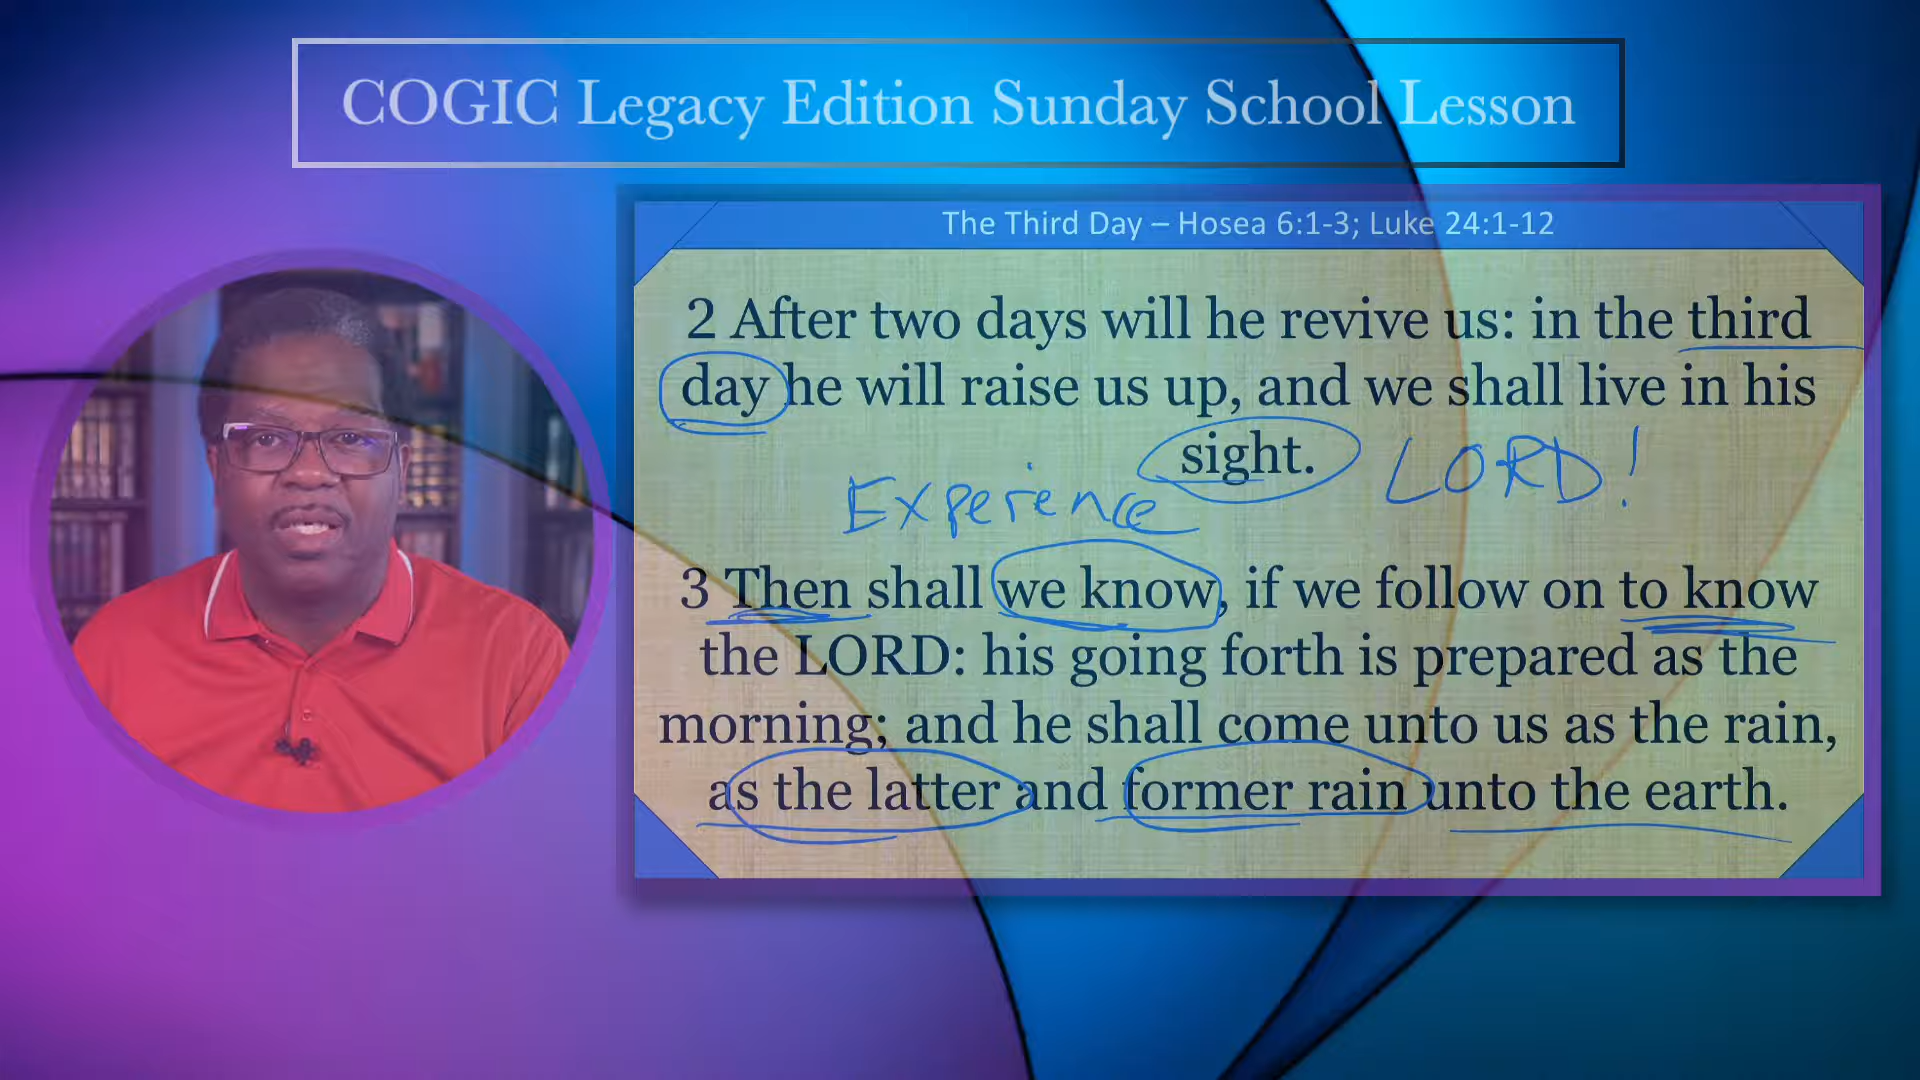 COGIC Legacy Edition Sunday School Lesson
The Third Day – Hosea 6:1-3; Luke 24:1-12
2 After two days will he revive us: in the third
day he will raise us up, and we shall live in his
sight. LORD!
Experience
3 Then shall we know, if we follow on to know
the LORD: his going forth is prepared as the
morning; and he shall come unto us as the rain,
as the latter and former rain unto the earth.